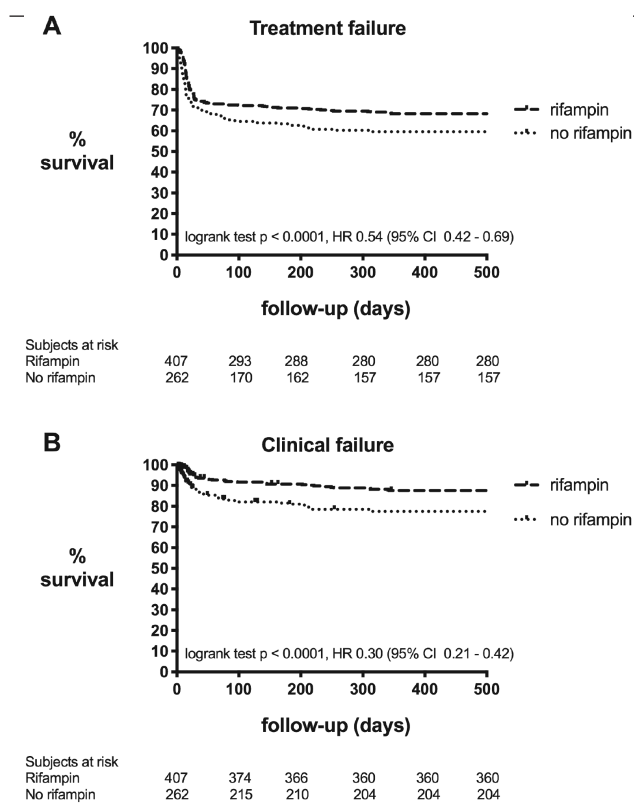 A
Treatment failure
100
90
80
70
60
50
40
30
20
10
0
% survival
rifampin
no rifampin
logrank test p < 0.0001, HR 0.54 (95% CI 0.42 - 0.69)
0 100 200 300 400 500
follow-up (days)
Subjects at risk
Rifampin 407 293 288 280 280 280
No rifampin 262 170 162 157 157 157
B
Clinical failure
100
90
80
70
60
50
40
30
20
10
0
% survival
rifampin
no rifampin
logrank test p < 0.0001, HR 0.30 (95% CI 0.21 - 0.42)
0 100 200 300 400 500
follow-up (days)
Subjects at risk
Rifampin 407 374 366 360 360 360
No rifampin 262 215 210 204 204 204